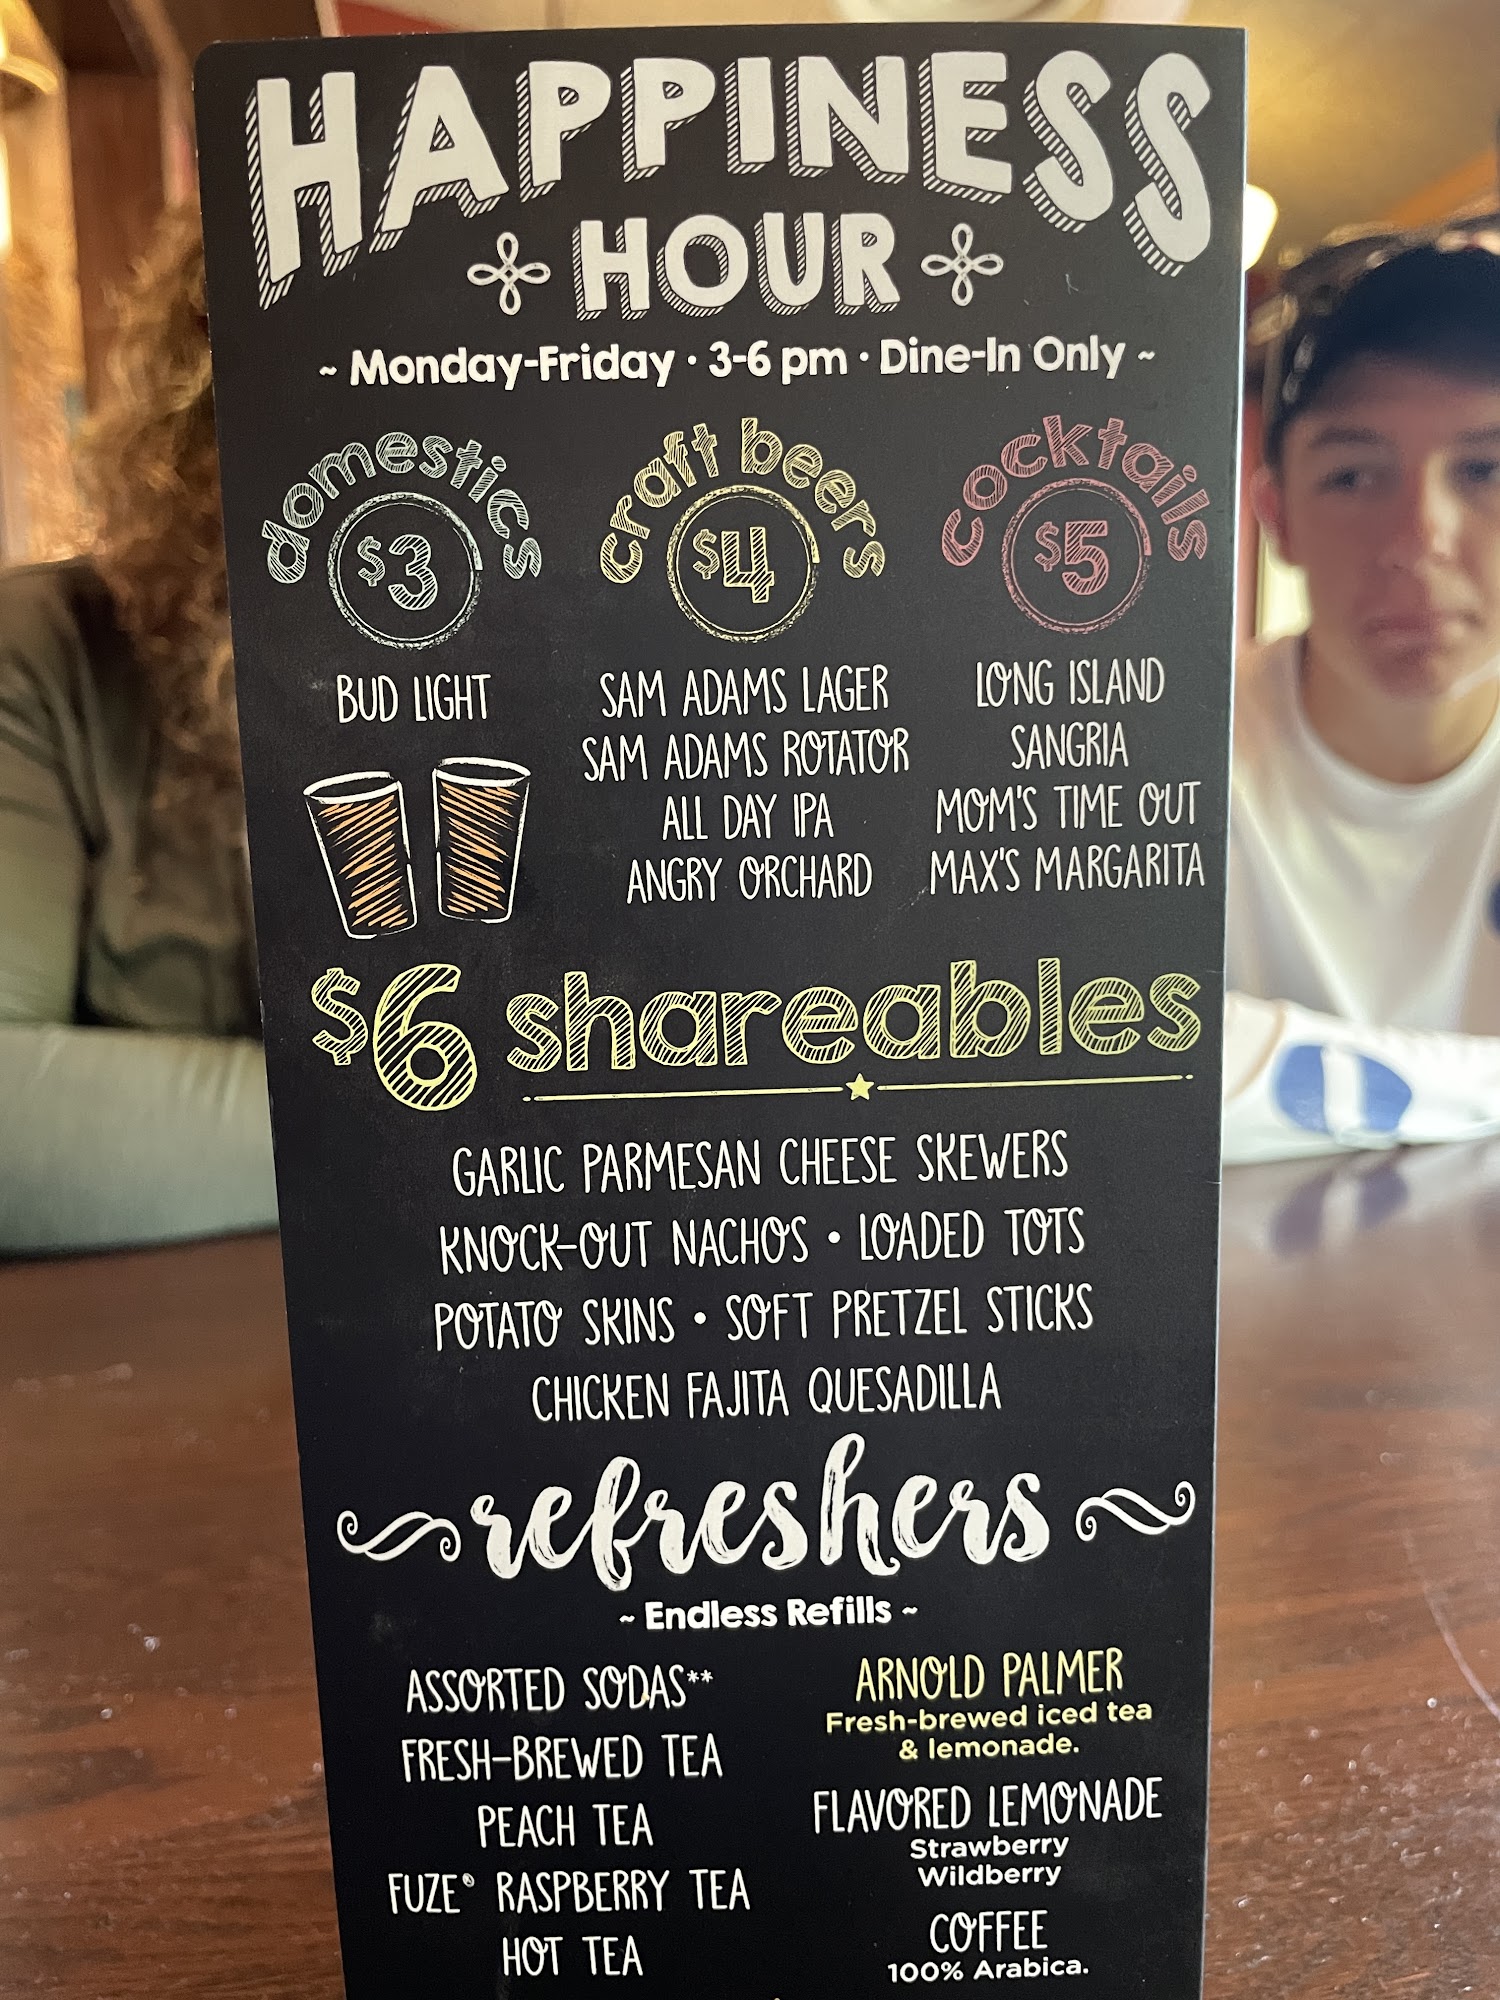 HAPPINESS
HOUR
~ Monday-Friday · 3-6 pm · Dine-In Only ~
domestics
$3
BUD LIGHT
craft beers
$4
SAM ADAMS LAGER
SAM ADAMS ROTATOR
ALL DAY IPA
ANGRY ORCHARD
cocktails
$5
LONG ISLAND
SANGRIA
MOM'S TIME OUT
MAX'S MARGARITA
$6 shareables
GARLIC PARMESAN CHEESE SKEWERS
KNOCK-OUT NACHOS • LOADED TOTS
POTATO SKINS • SOFT PRETZEL STICKS
CHICKEN FAJITA QUESADILLA
refreshers
~ Endless Refills ~
ASSORTED SODAS**
FRESH-BREWED TEA
PEACH TEA
FUZE® RASPBERRY TEA
HOT TEA
ARNOLD PALMER
Fresh-brewed iced tea
& lemonade.
FLAVORED LEMONADE
Strawberry
Wildberry
COFFEE
100% Arabica.